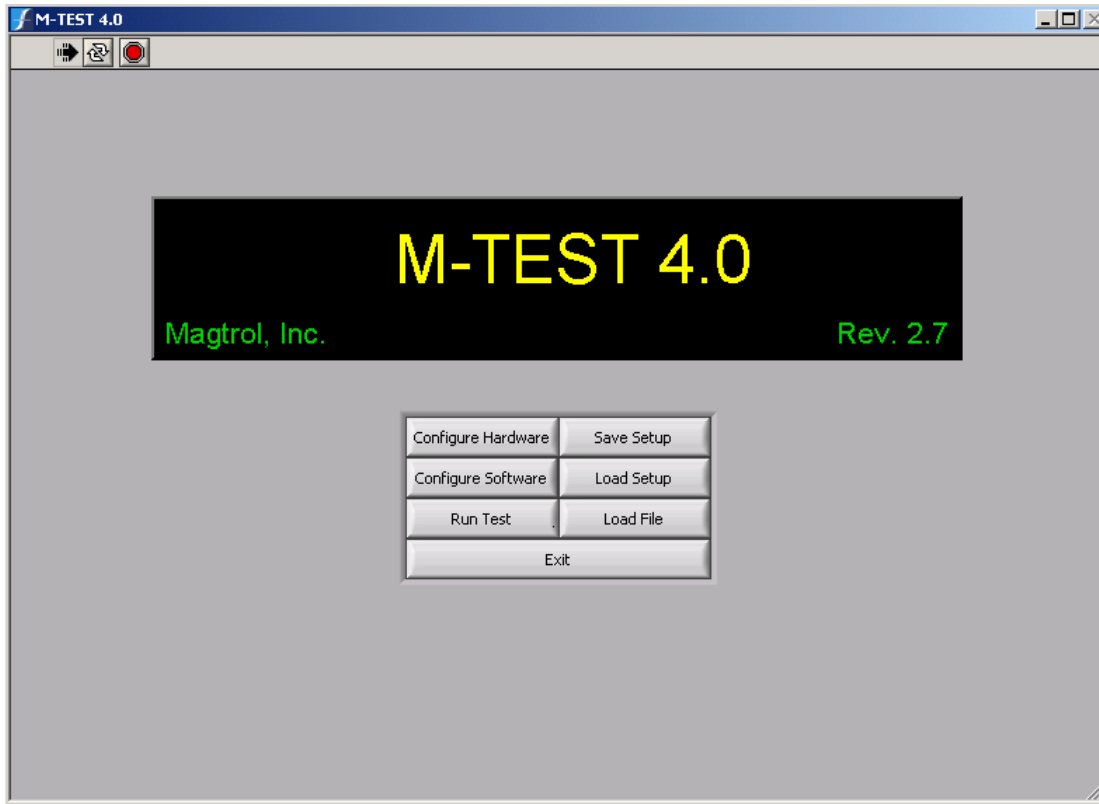 M-TEST 4.0
M-TEST 4.0
Magtrol, Inc. Rev. 2.7
Configure Hardware Save Setup
Configure Software Load Setup
Run Test Load File
Exit